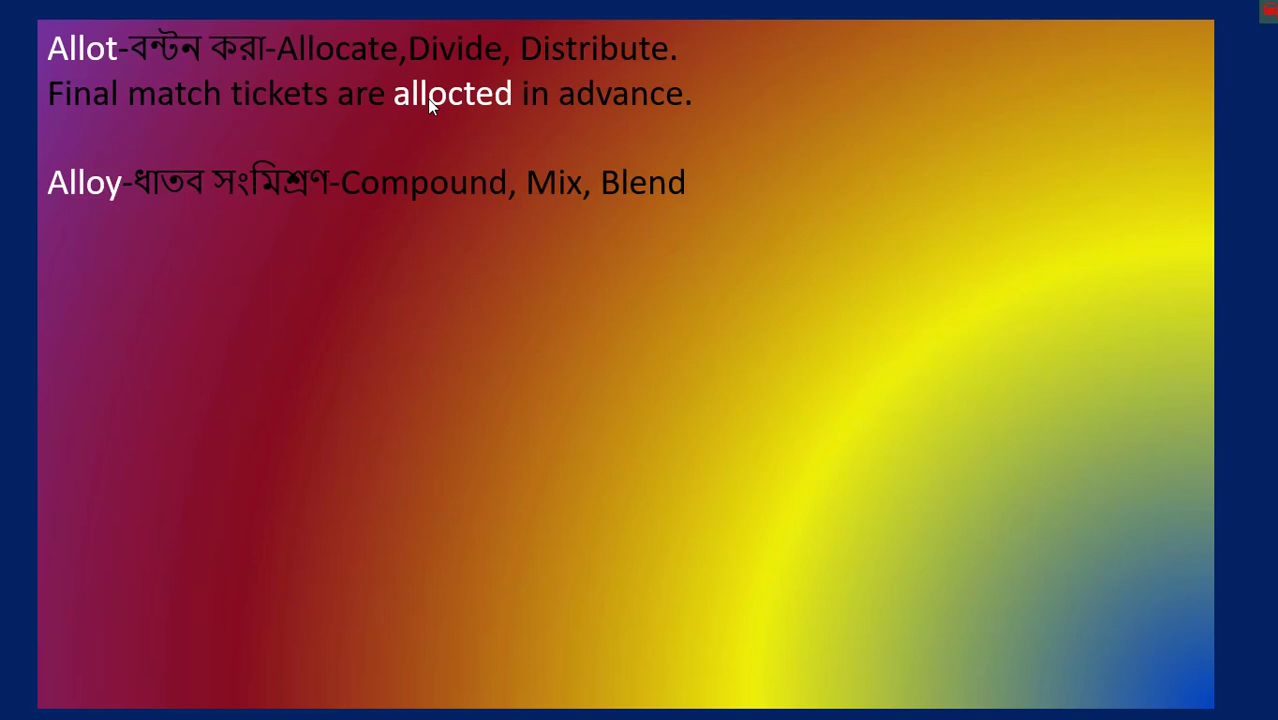 Allot-বন্টন করা-Allocate,Divide, Distribute.
Final match tickets are allocted in advance.
Alloy-ধাতব সংমিশ্রণ-Compound, Mix, Blend